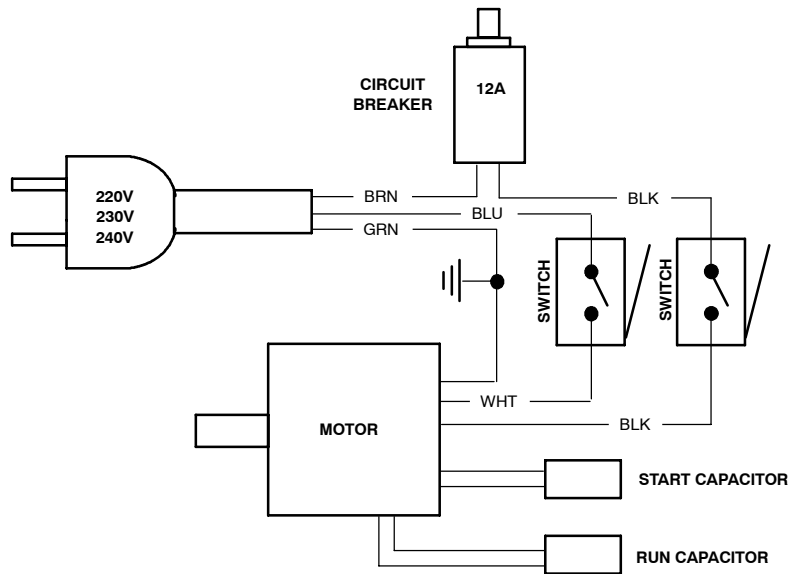 CIRCUIT
BREAKER
12A
220V
230V
240V
BRN
BLU
GRN
BLK
SWITCH
SWITCH
MOTOR
WHT
BLK
START CAPACITOR
RUN CAPACITOR